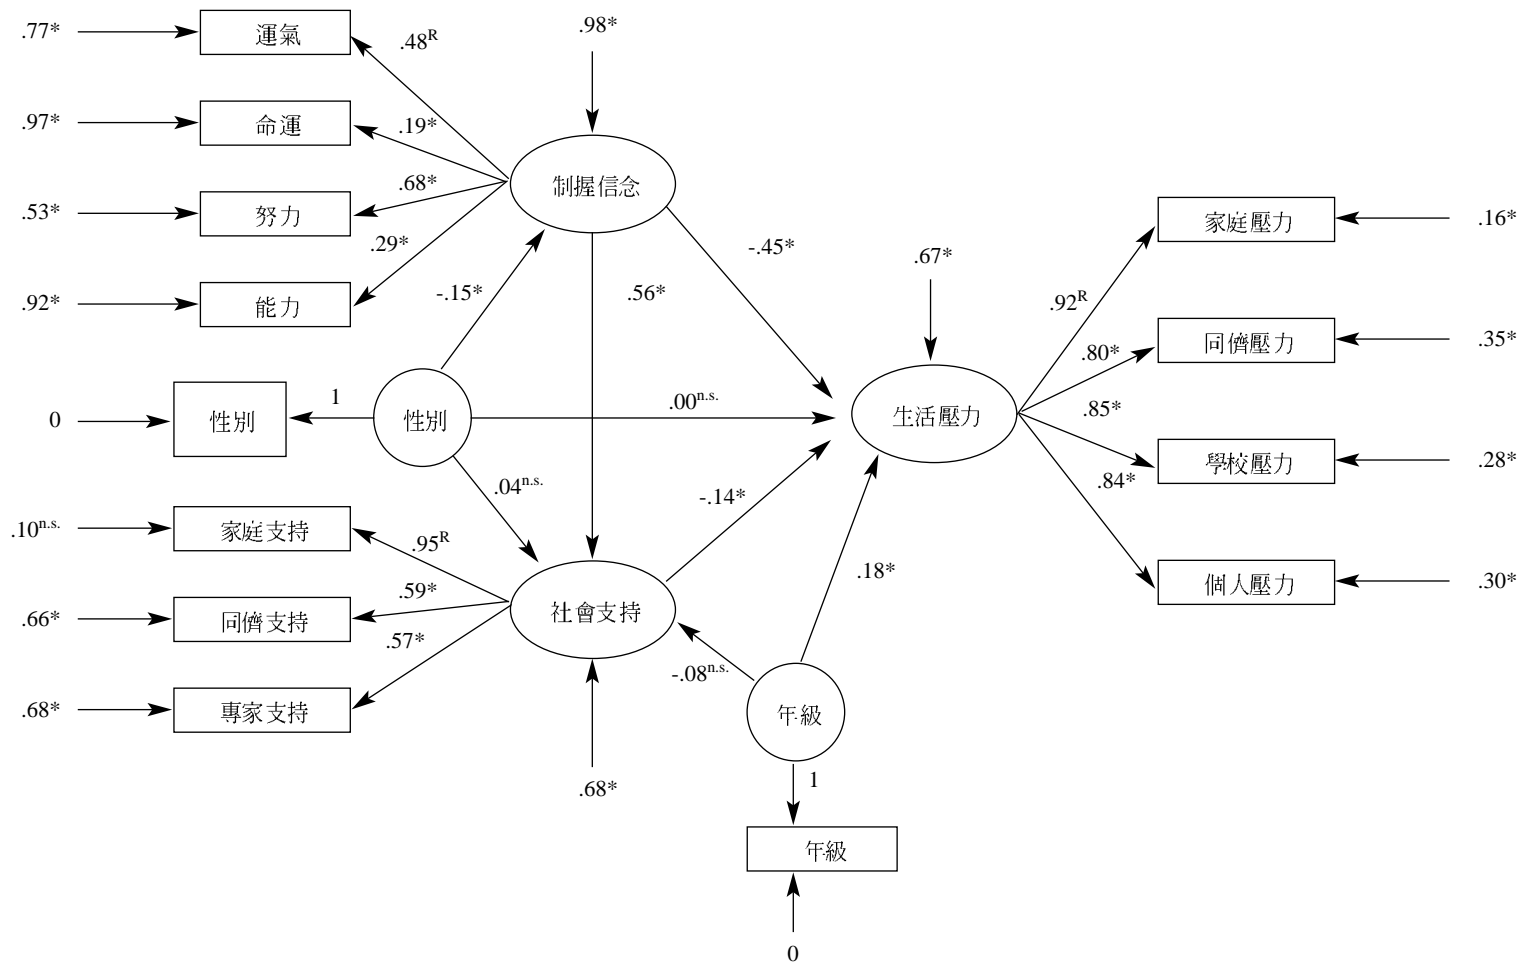 .77*
運氣
.48R
.98*
.97*
命運
.19*
.53*
努力
.68*
制握信念
.92*
能力
.29*
-.15*
.56*
-.45*
.67*
家庭壓力
.16*
.92R
同儕壓力
.35*
.80*
0
性別
1
性別
.00n.s.
生活壓力
.85*
學校壓力
.28*
.84*
.04n.s.
-.14*
.10n.s.
家庭支持
.95R
.18*
個人壓力
.30*
.66*
同儕支持
.59*
社會支持
.57*
-.08n.s.
.68*
專家支持
年級
.68*
1
年級
0